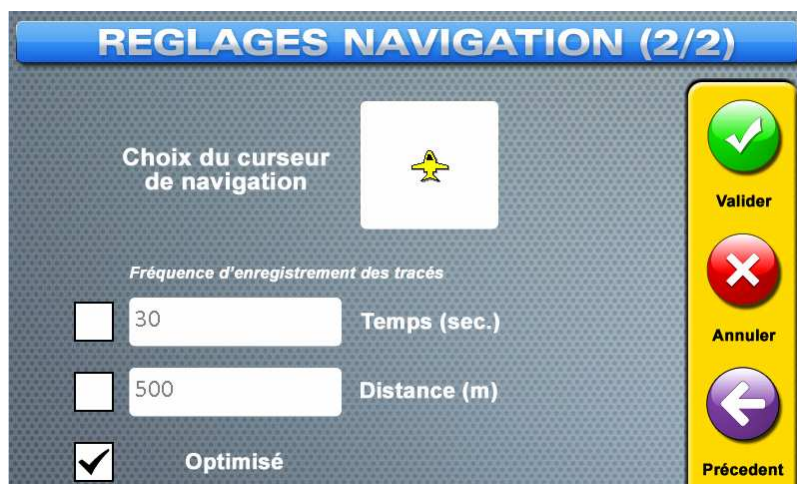 REGLAGES NAVIGATION (2/2)
Choix du curseur
de navigation
Fréquence d'enregistrement des tracés
30
Temps (sec.)
500
Distance (m)
Optimisé
Valider
Annuler
Précedent